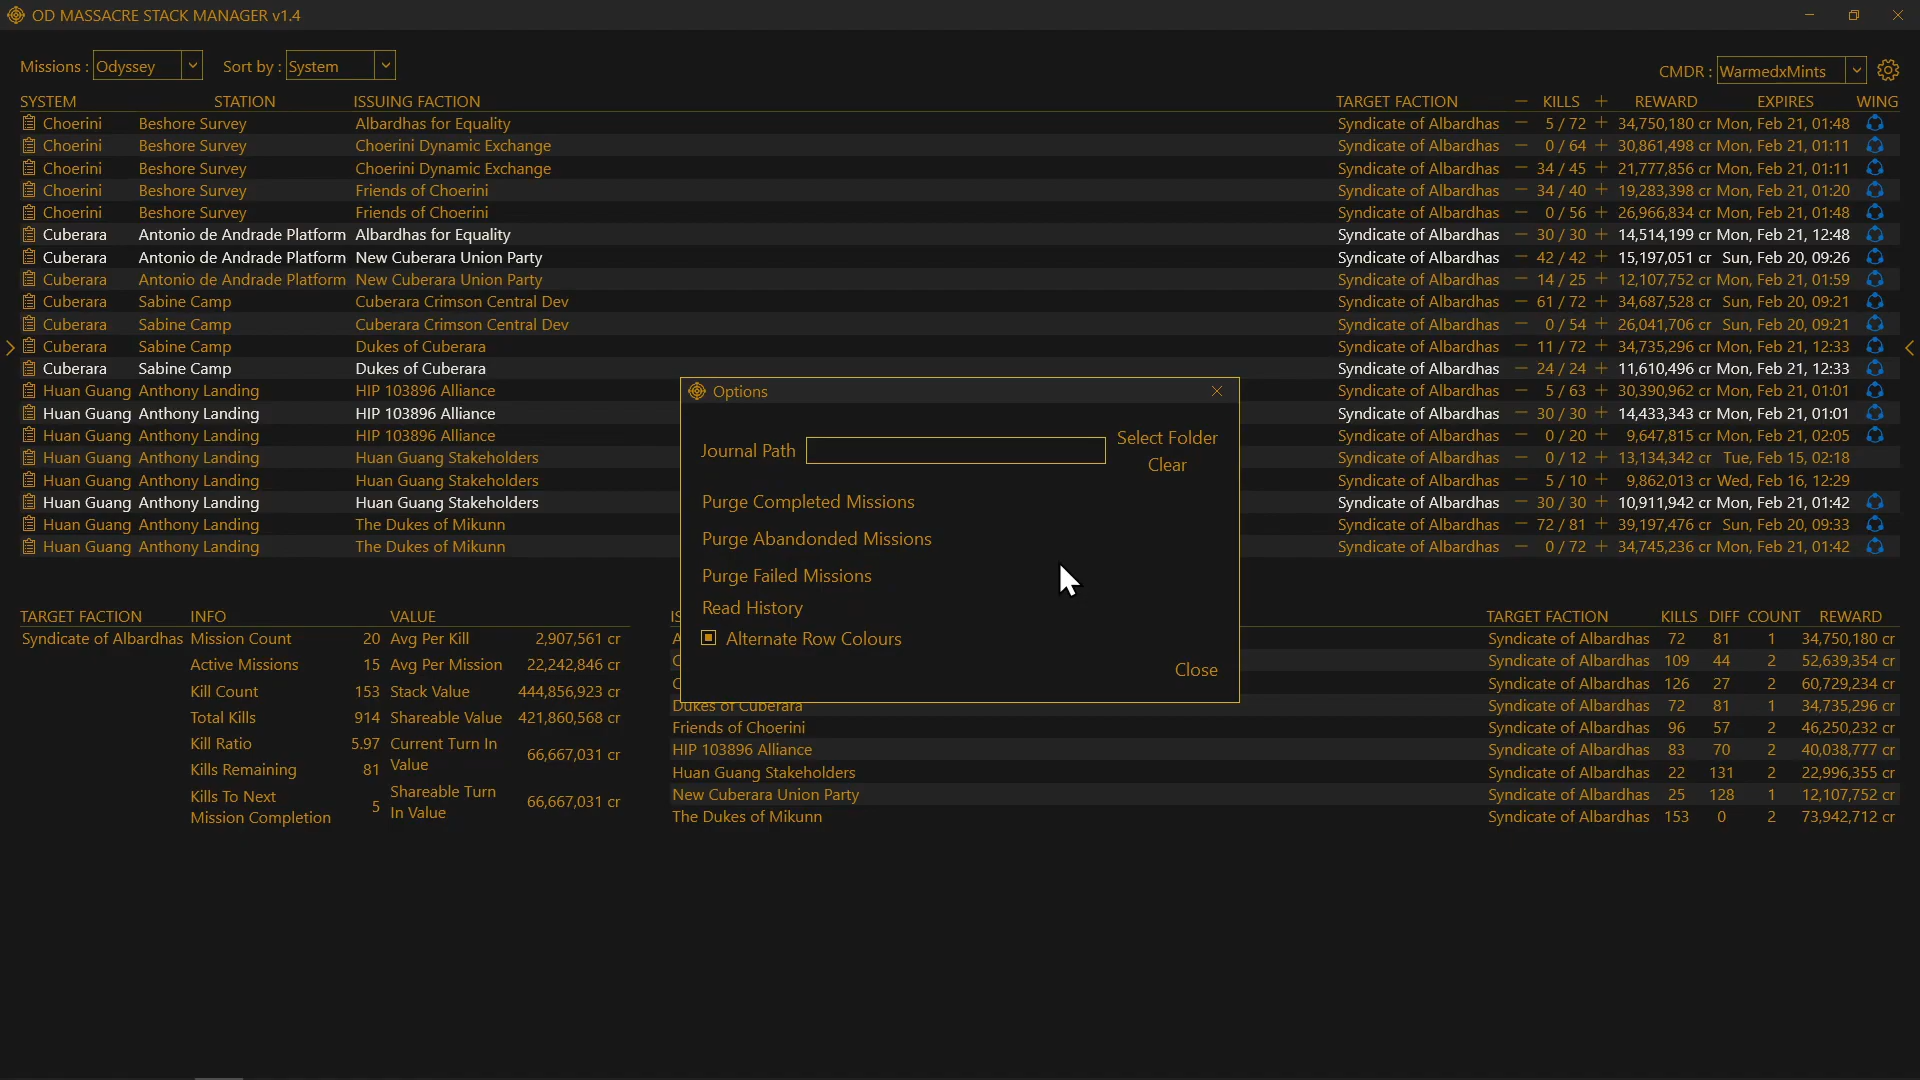 OD MASSACRE STACK MANAGER v1.4
Missions : Odyssey Sort by : System CMDR : WarmedxMints
SYSTEM STATION ISSUING FACTION TARGET FACTION − KILLS + REWARD EXPIRES WING
Choerini Beshore Survey Albardhas for Equality Syndicate of Albardhas − 5 / 72 + 34,750,180 cr Mon, Feb 21, 01:48
Choerini Beshore Survey Choerini Dynamic Exchange Syndicate of Albardhas − 0 / 64 + 30,861,498 cr Mon, Feb 21, 01:11
Choerini Beshore Survey Choerini Dynamic Exchange Syndicate of Albardhas − 34 / 45 + 21,777,856 cr Mon, Feb 21, 01:11
Choerini Beshore Survey Friends of Choerini Syndicate of Albardhas − 34 / 40 + 19,283,398 cr Mon, Feb 21, 01:20
Choerini Beshore Survey Friends of Choerini Syndicate of Albardhas − 0 / 56 + 26,966,834 cr Mon, Feb 21, 01:48
Cuberara Antonio de Andrade Platform Albardhas for Equality Syndicate of Albardhas − 30 / 30 + 14,514,199 cr Mon, Feb 21, 12:48
Cuberara Antonio de Andrade Platform New Cuberara Union Party Syndicate of Albardhas − 42 / 42 + 15,197,051 cr Sun, Feb 20, 09:26
Cuberara Antonio de Andrade Platform New Cuberara Union Party Syndicate of Albardhas − 14 / 25 + 12,107,752 cr Mon, Feb 21, 01:59
Cuberara Sabine Camp Cuberara Crimson Central Dev Syndicate of Albardhas − 61 / 72 + 34,687,528 cr Sun, Feb 20, 09:21
Cuberara Sabine Camp Cuberara Crimson Central Dev Syndicate of Albardhas − 0 / 54 + 26,041,706 cr Sun, Feb 20, 09:21
Cuberara Sabine Camp Dukes of Cuberara Syndicate of Albardhas − 11 / 72 + 34,735,296 cr Mon, Feb 21, 12:33
Cuberara Sabine Camp Dukes of Cuberara Syndicate of Albardhas − 24 / 24 + 11,610,496 cr Mon, Feb 21, 12:33
Huan Guang Anthony Landing HIP 103896 Alliance Syndicate of Albardhas − 5 / 63 + 30,390,962 cr Mon, Feb 21, 01:01
Huan Guang Anthony Landing HIP 103896 Alliance Syndicate of Albardhas − 30 / 30 + 14,433,343 cr Mon, Feb 21, 01:01
Huan Guang Anthony Landing HIP 103896 Alliance Syndicate of Albardhas − 0 / 20 + 9,647,815 cr Mon, Feb 21, 02:05
Huan Guang Anthony Landing Huan Guang Stakeholders Syndicate of Albardhas − 0 / 12 + 13,134,342 cr Tue, Feb 15, 02:18
Huan Guang Anthony Landing Huan Guang Stakeholders Syndicate of Albardhas − 5 / 10 + 9,862,013 cr Wed, Feb 16, 12:29
Huan Guang Anthony Landing Huan Guang Stakeholders Syndicate of Albardhas − 30 / 30 + 10,911,942 cr Mon, Feb 21, 01:42
Huan Guang Anthony Landing The Dukes of Mikunn Syndicate of Albardhas − 72 / 81 + 39,197,476 cr Sun, Feb 20, 09:33
Huan Guang Anthony Landing The Dukes of Mikunn Syndicate of Albardhas − 0 / 72 + 34,745,236 cr Mon, Feb 21, 01:42
Options
Journal Path
Select Folder
Clear
Purge Completed Missions
Purge Abandonded Missions
Purge Failed Missions
Read History
Alternate Row Colours
Close
TARGET FACTION INFO VALUE
Syndicate of Albardhas Mission Count 20 Avg Per Kill 2,907,561 cr
Active Missions 15 Avg Per Mission 22,242,846 cr
Kill Count 153 Stack Value 444,856,923 cr
Total Kills 914 Shareable Value 421,860,568 cr
Kill Ratio 5.97 Current Turn In
Value 66,667,031 cr
Kills Remaining 81
Kills To Next
Mission Completion 5 Shareable Turn
In Value 66,667,031 cr
TARGET FACTION KILLS DIFF COUNT REWARD
Syndicate of Albardhas 72 81 1 34,750,180 cr
Syndicate of Albardhas 109 44 2 52,639,354 cr
Syndicate of Albardhas 126 27 2 60,729,234 cr
Dukes of Cuberara Syndicate of Albardhas 72 81 1 34,735,296 cr
Friends of Choerini Syndicate of Albardhas 96 57 2 46,250,232 cr
HIP 103896 Alliance Syndicate of Albardhas 83 70 2 40,038,777 cr
Huan Guang Stakeholders Syndicate of Albardhas 22 131 2 22,996,355 cr
New Cuberara Union Party Syndicate of Albardhas 25 128 1 12,107,752 cr
The Dukes of Mikunn Syndicate of Albardhas 153 0 2 73,942,712 cr